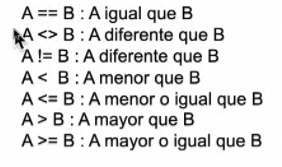 A == B : A igual que B
A <> B : A diferente que B
A != B : A diferente que B
A < B : A menor que B
A <= B : A menor o igual que B
A > B : A mayor que B
A >= B : A mayor o igual que B